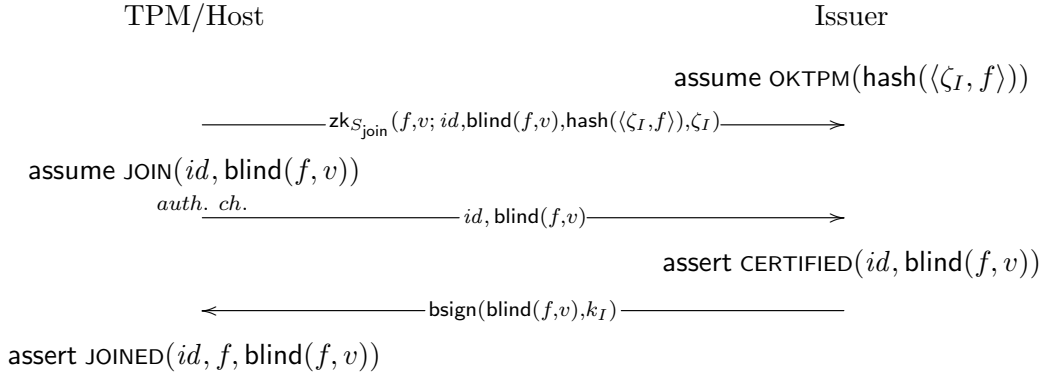 TPM/Host Issuer
assume OKTPM(hash(⟨ζ_I, f⟩))
zk_{S_join}(f,v; id,blind(f,v),hash(⟨ζ_I,f⟩),ζ_I)
assume JOIN(id, blind(f, v))
auth. ch.
id, blind(f,v)
assert CERTIFIED(id, blind(f, v))
bsign(blind(f,v),k_I)
assert JOINED(id, f, blind(f, v))